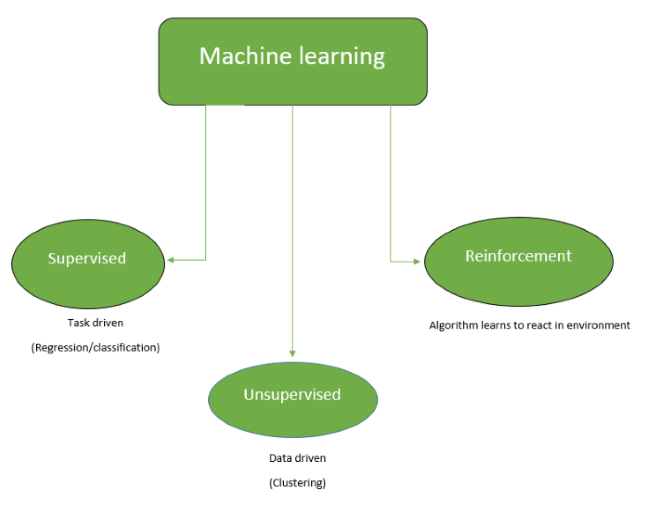 Machine learning
Supervised
Task driven
(Regression/classification)
Reinforcement
Algorithm learns to react in environment
Unsupervised
Data driven
(Clustering)